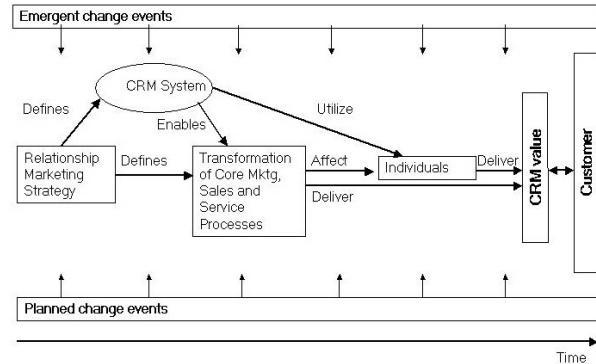 Emergent change events
CRM System
Defines
Utilize
Enables
Relationship
Marketing
Strategy
Defines
Transformation
of Core Mktg,
Sales and
Service
Processes
Affect
Deliver
Individuals
Deliver
CRM value
Customer
Planned change events
Time